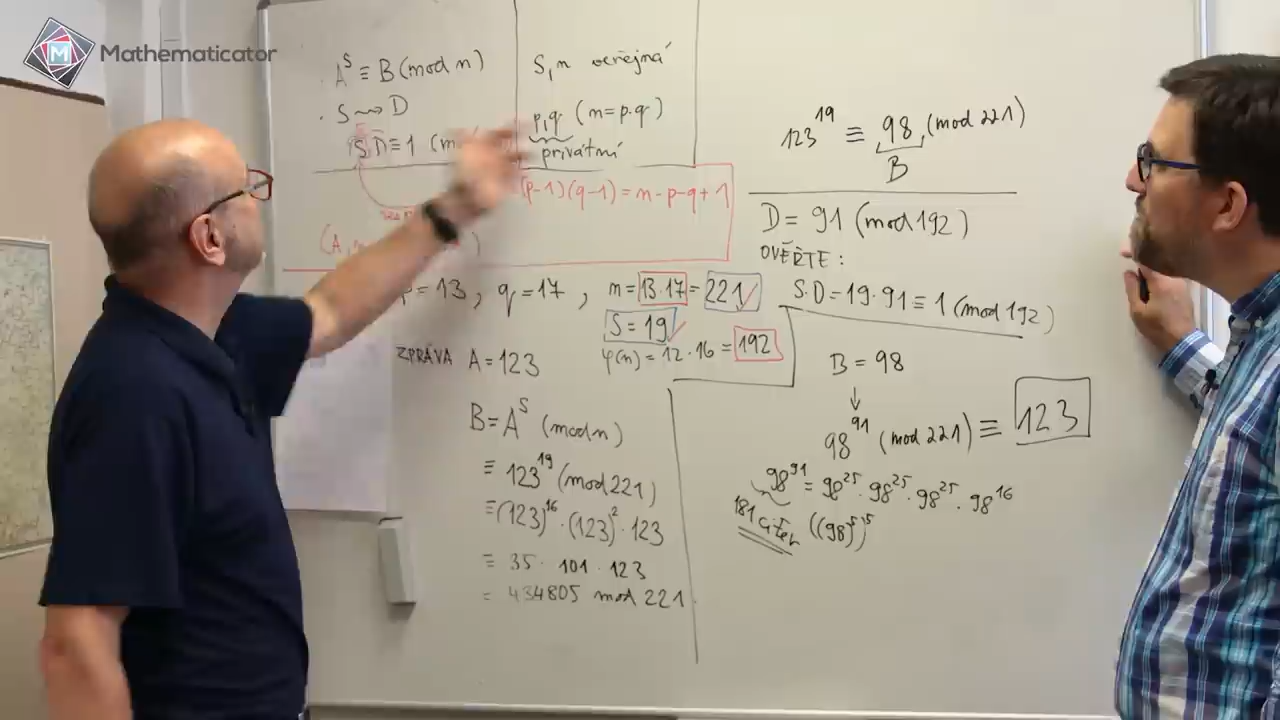 Mathematicator
. A^S ≡ B (mod n)
. S ⇝ D
S D ≡ 1 (mo
S, n veřejná
p, q (n = p·q)
privátní
(p-1)(q-1) = n - p - q + 1
(A,
p = 13, q = 17, m = 13·17 = 221 ✓
S = 19 ✓
φ(n) = 12·16 = 192
ZPRÁVA A = 123
B = A^S (mod n)
≡ 123^19 (mod 221)
≡ (123)^16 · (123)^2 · 123
≡ 35 · 101 · 123
= 434805 mod 221
123^19 ≡ 98 (mod 221)
B
D = 91 (mod 192)
OVĚŘTE:
S·D = 19·91 ≡ 1 (mod 192)
B = 98
↓
98^91 (mod 221) ≡ 123
98^91 = 98^25 · 98^25 · 98^25 · 98^16
181 cifer ((98)^5)^5